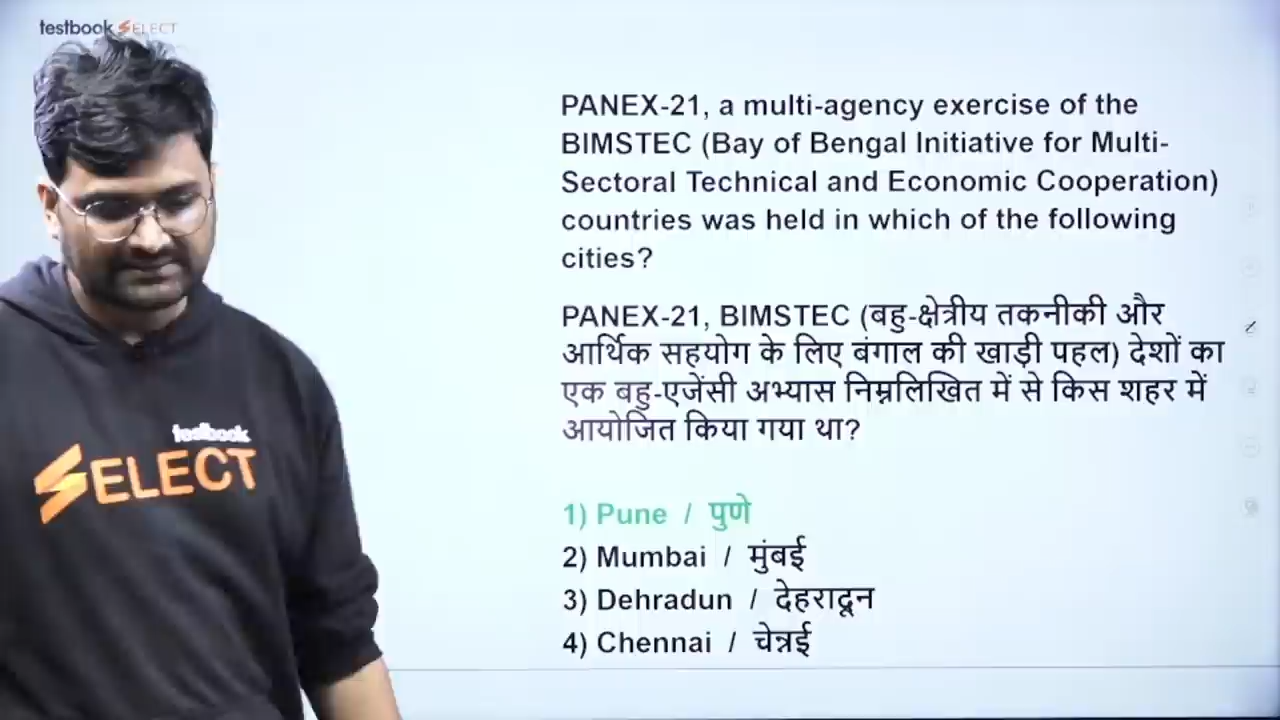 testbook SELECT
PANEX-21, a multi-agency exercise of the
BIMSTEC (Bay of Bengal Initiative for Multi-
Sectoral Technical and Economic Cooperation)
countries was held in which of the following
cities?
PANEX-21, BIMSTEC (बहु-क्षेत्रीय तकनीकी और
आर्थिक सहयोग के लिए बंगाल की खाड़ी पहल) देशों का
एक बहु-एजेंसी अभ्यास निम्नलिखित में से किस शहर में
आयोजित किया गया था?
1) Pune / पुणे
2) Mumbai / मुंबई
3) Dehradun / देहरादून
4) Chennai / चेन्नई
testbook
SELECT